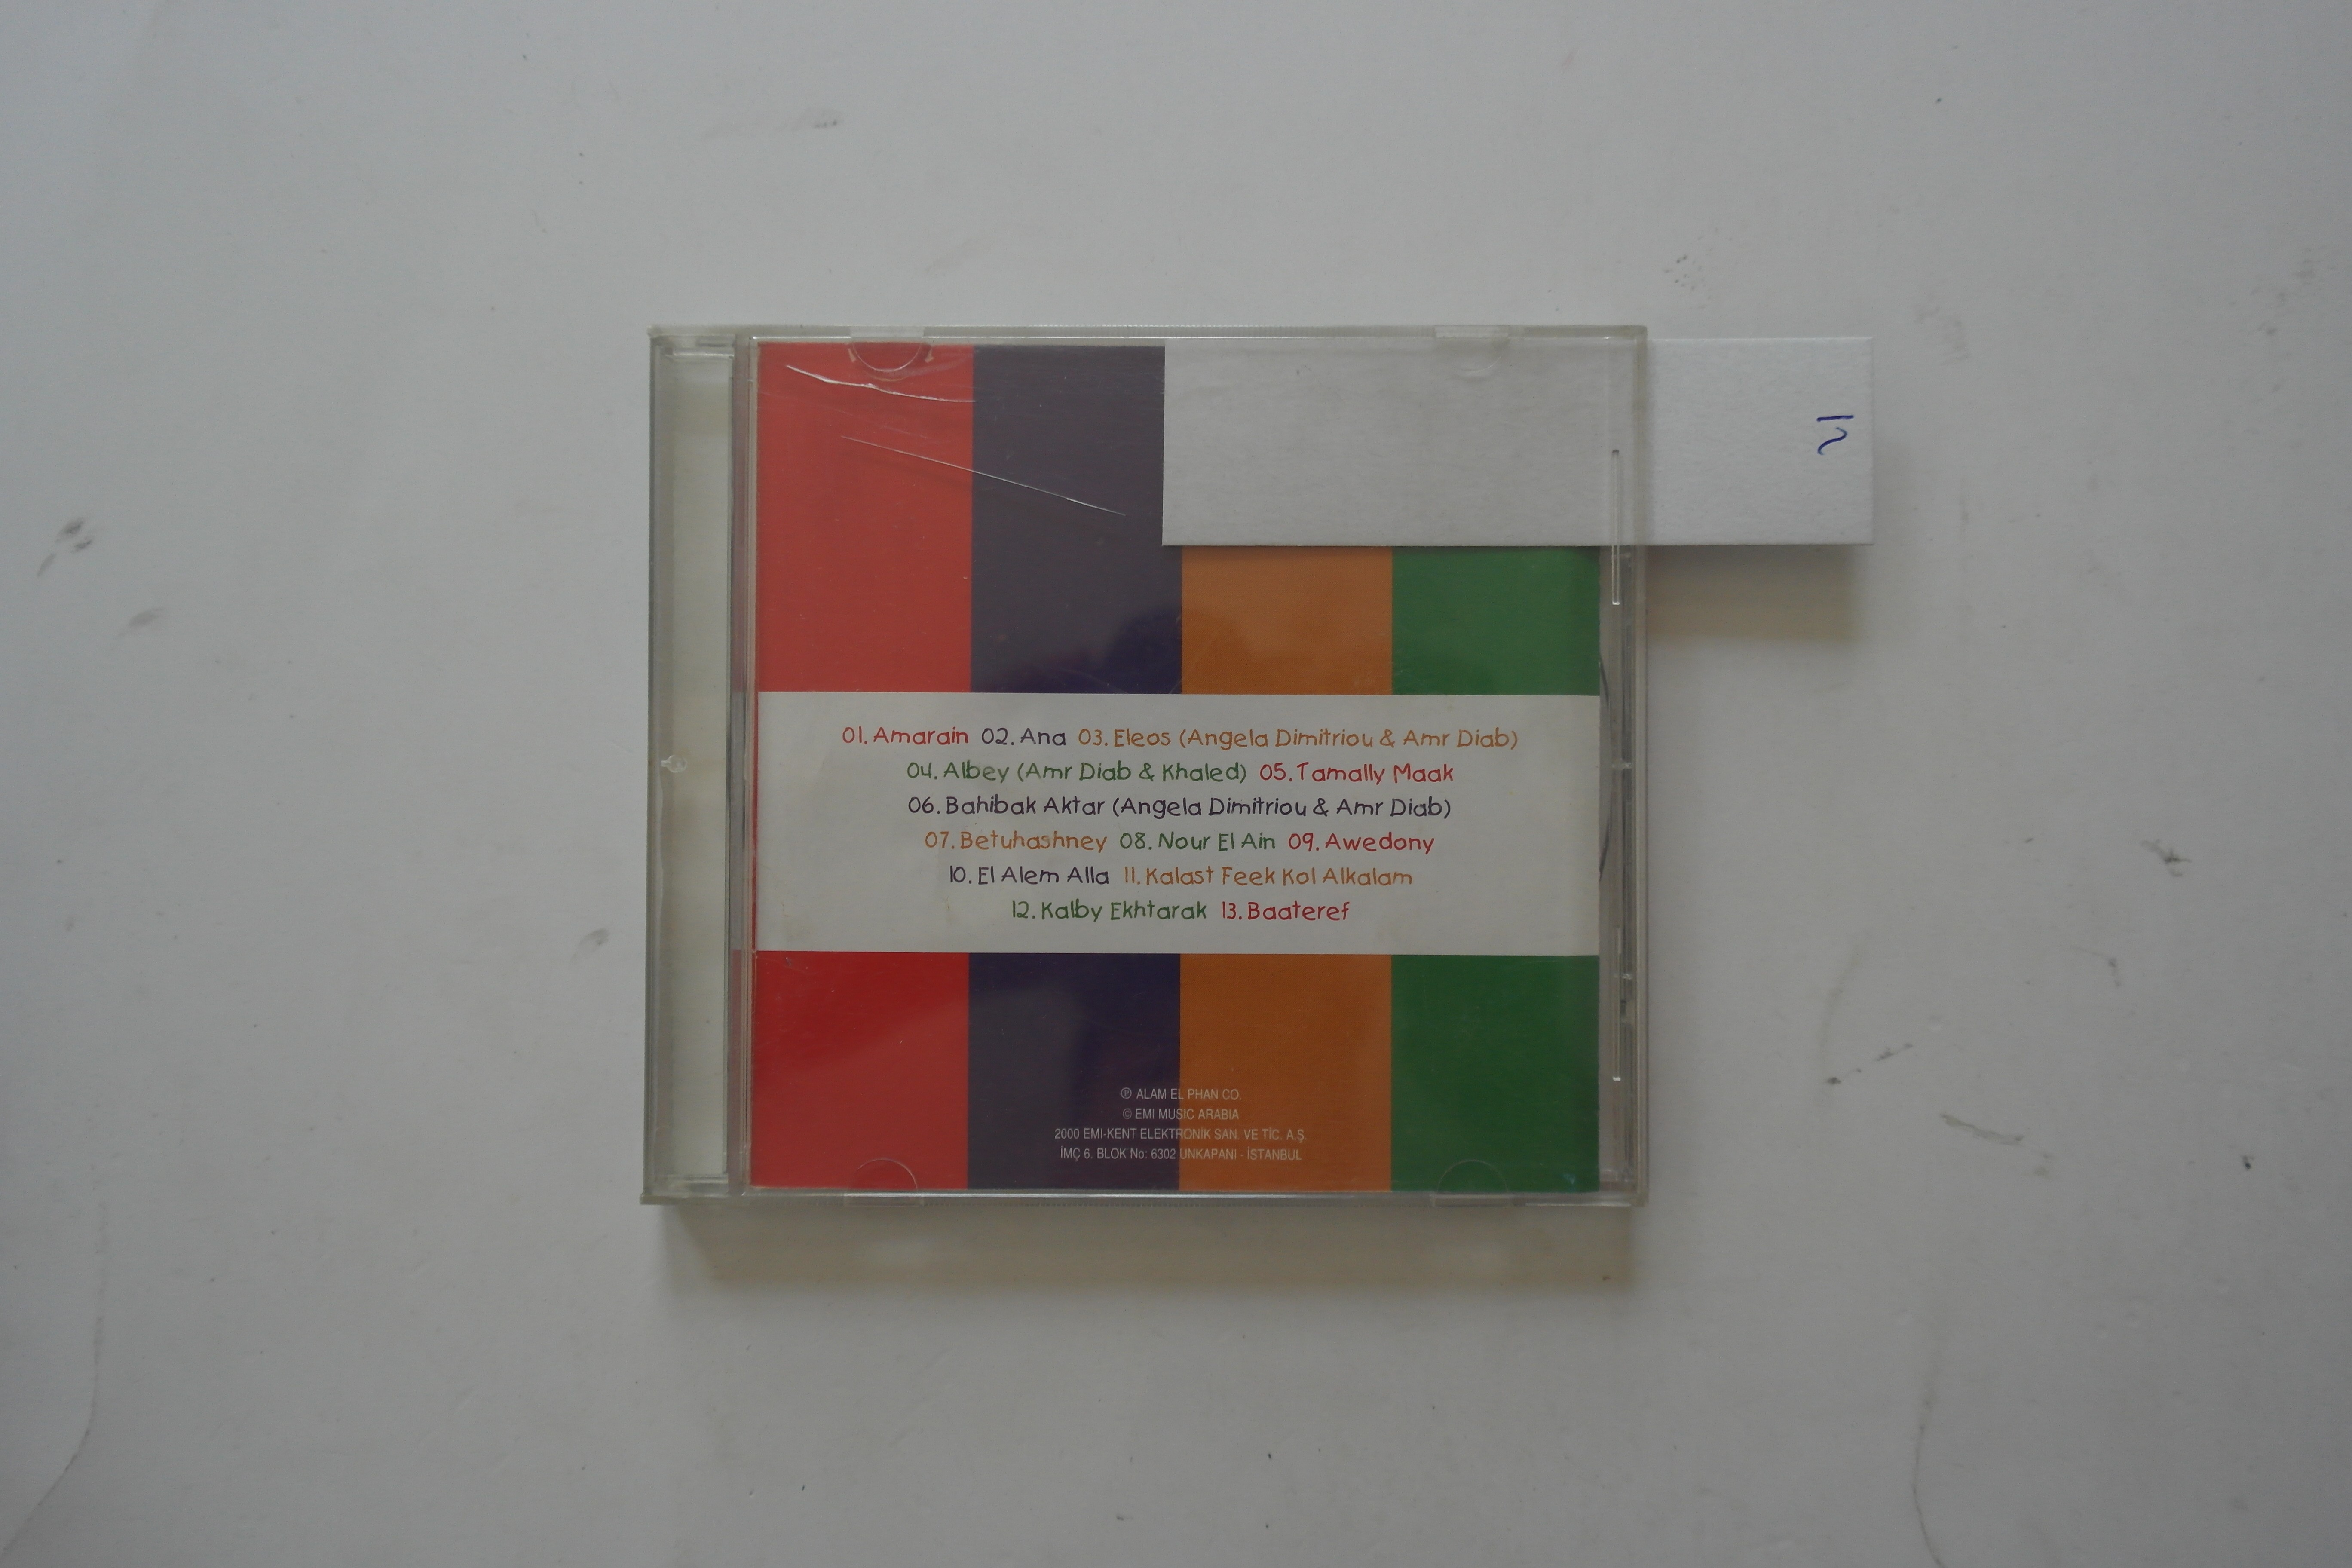 01. Amarain 02. Ana 03. Eleos (Angela Dimitriou & Amr Diab)
04. Albey (Amr Diab & Khaled) 05. Tamally Maak
06. Bahibak Aktar (Angela Dimitriou & Amr Diab)
07. Betuhashney 08. Nour El Ain 09. Awedony
10. El Alem Alla 11. Kalast Feek Kol Alkalam
12. Kalby Ekhtarak 13. Baateref
℗ ALAM EL PHAN CO.
© EMI MUSIC ARABIA
2000 EMI-KENT ELEKTRONİK SAN. VE TİC. A.Ş.
İMÇ 6. BLOK No: 6302 UNKAPANI - İSTANBUL